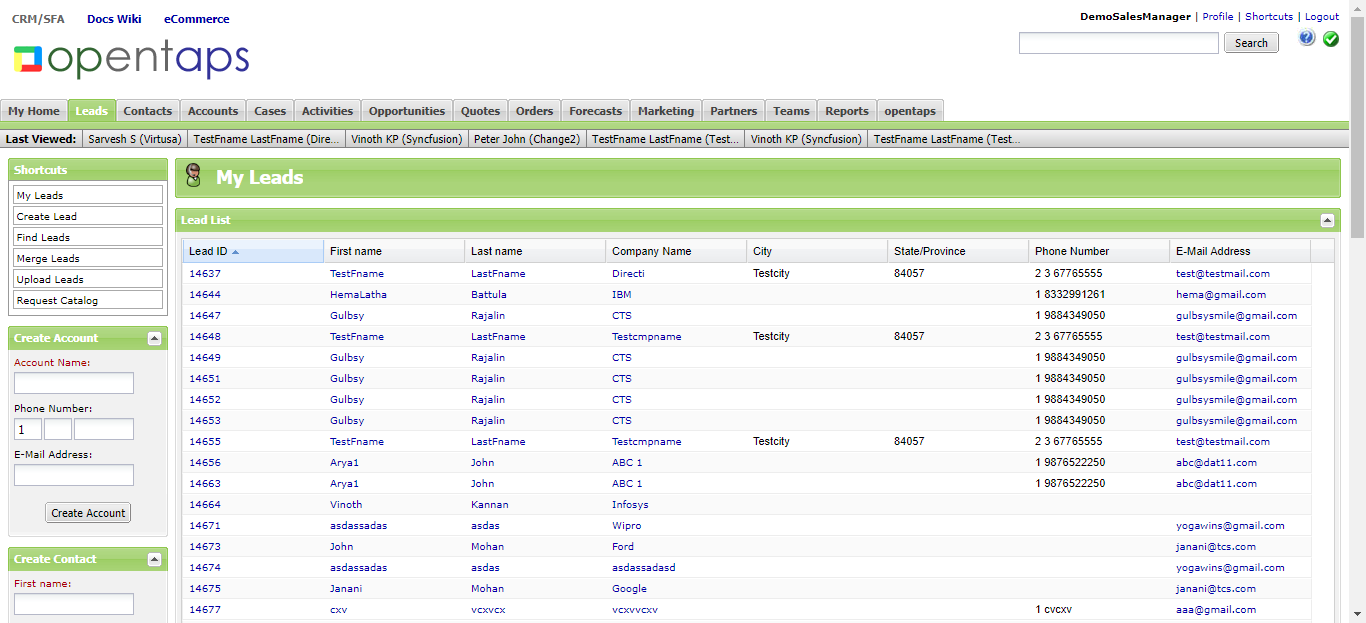 CRM/SFA Docs Wiki eCommerce
DemoSalesManager | Profile | Shortcuts | Logout
opentaps
Search
My Home Leads Contacts Accounts Cases Activities Opportunities Quotes Orders Forecasts Marketing Partners Teams Reports opentaps
Last Viewed: Sarvesh S (Virtusa) TestFname LastFname (Dire... Vinoth KP (Syncfusion) Peter John (Change2) TestFname LastFname (Test... Vinoth KP (Syncfusion) TestFname LastFname (Test...
Shortcuts
My Leads
Create Lead
Find Leads
Merge Leads
Upload Leads
Request Catalog
Create Account
Account Name:
Phone Number:
1
E-Mail Address:
Create Account
Create Contact
First name:
My Leads
Lead List
Lead ID First name Last name Company Name City State/Province Phone Number E-Mail Address
14637 TestFname LastFname Directi Testcity 84057 2 3 67765555 test@testmail.com
14644 HemaLatha Battula IBM 1 8332991261 hema@gmail.com
14647 Gulbsy Rajalin CTS 1 9884349050 gulbsysmile@gmail.com
14648 TestFname LastFname Testcmpname Testcity 84057 2 3 67765555 test@testmail.com
14649 Gulbsy Rajalin CTS 1 9884349050 gulbsysmile@gmail.com
14651 Gulbsy Rajalin CTS 1 9884349050 gulbsysmile@gmail.com
14652 Gulbsy Rajalin CTS 1 9884349050 gulbsysmile@gmail.com
14653 Gulbsy Rajalin CTS 1 9884349050 gulbsysmile@gmail.com
14655 TestFname LastFname Testcmpname Testcity 84057 2 3 67765555 test@testmail.com
14656 Arya1 John ABC 1 1 9876522250 abc@dat11.com
14663 Arya1 John ABC 1 1 9876522250 abc@dat11.com
14664 Vinoth Kannan Infosys
14671 asdassadas asdas Wipro yogawins@gmail.com
14673 John Mohan Ford janani@tcs.com
14674 asdassadas asdas asdassadasd yogawins@gmail.com
14675 Janani Mohan Google janani@tcs.com
14677 cxv vcxvcx vcxvvcxv 1 cvcxv aaa@gmail.com